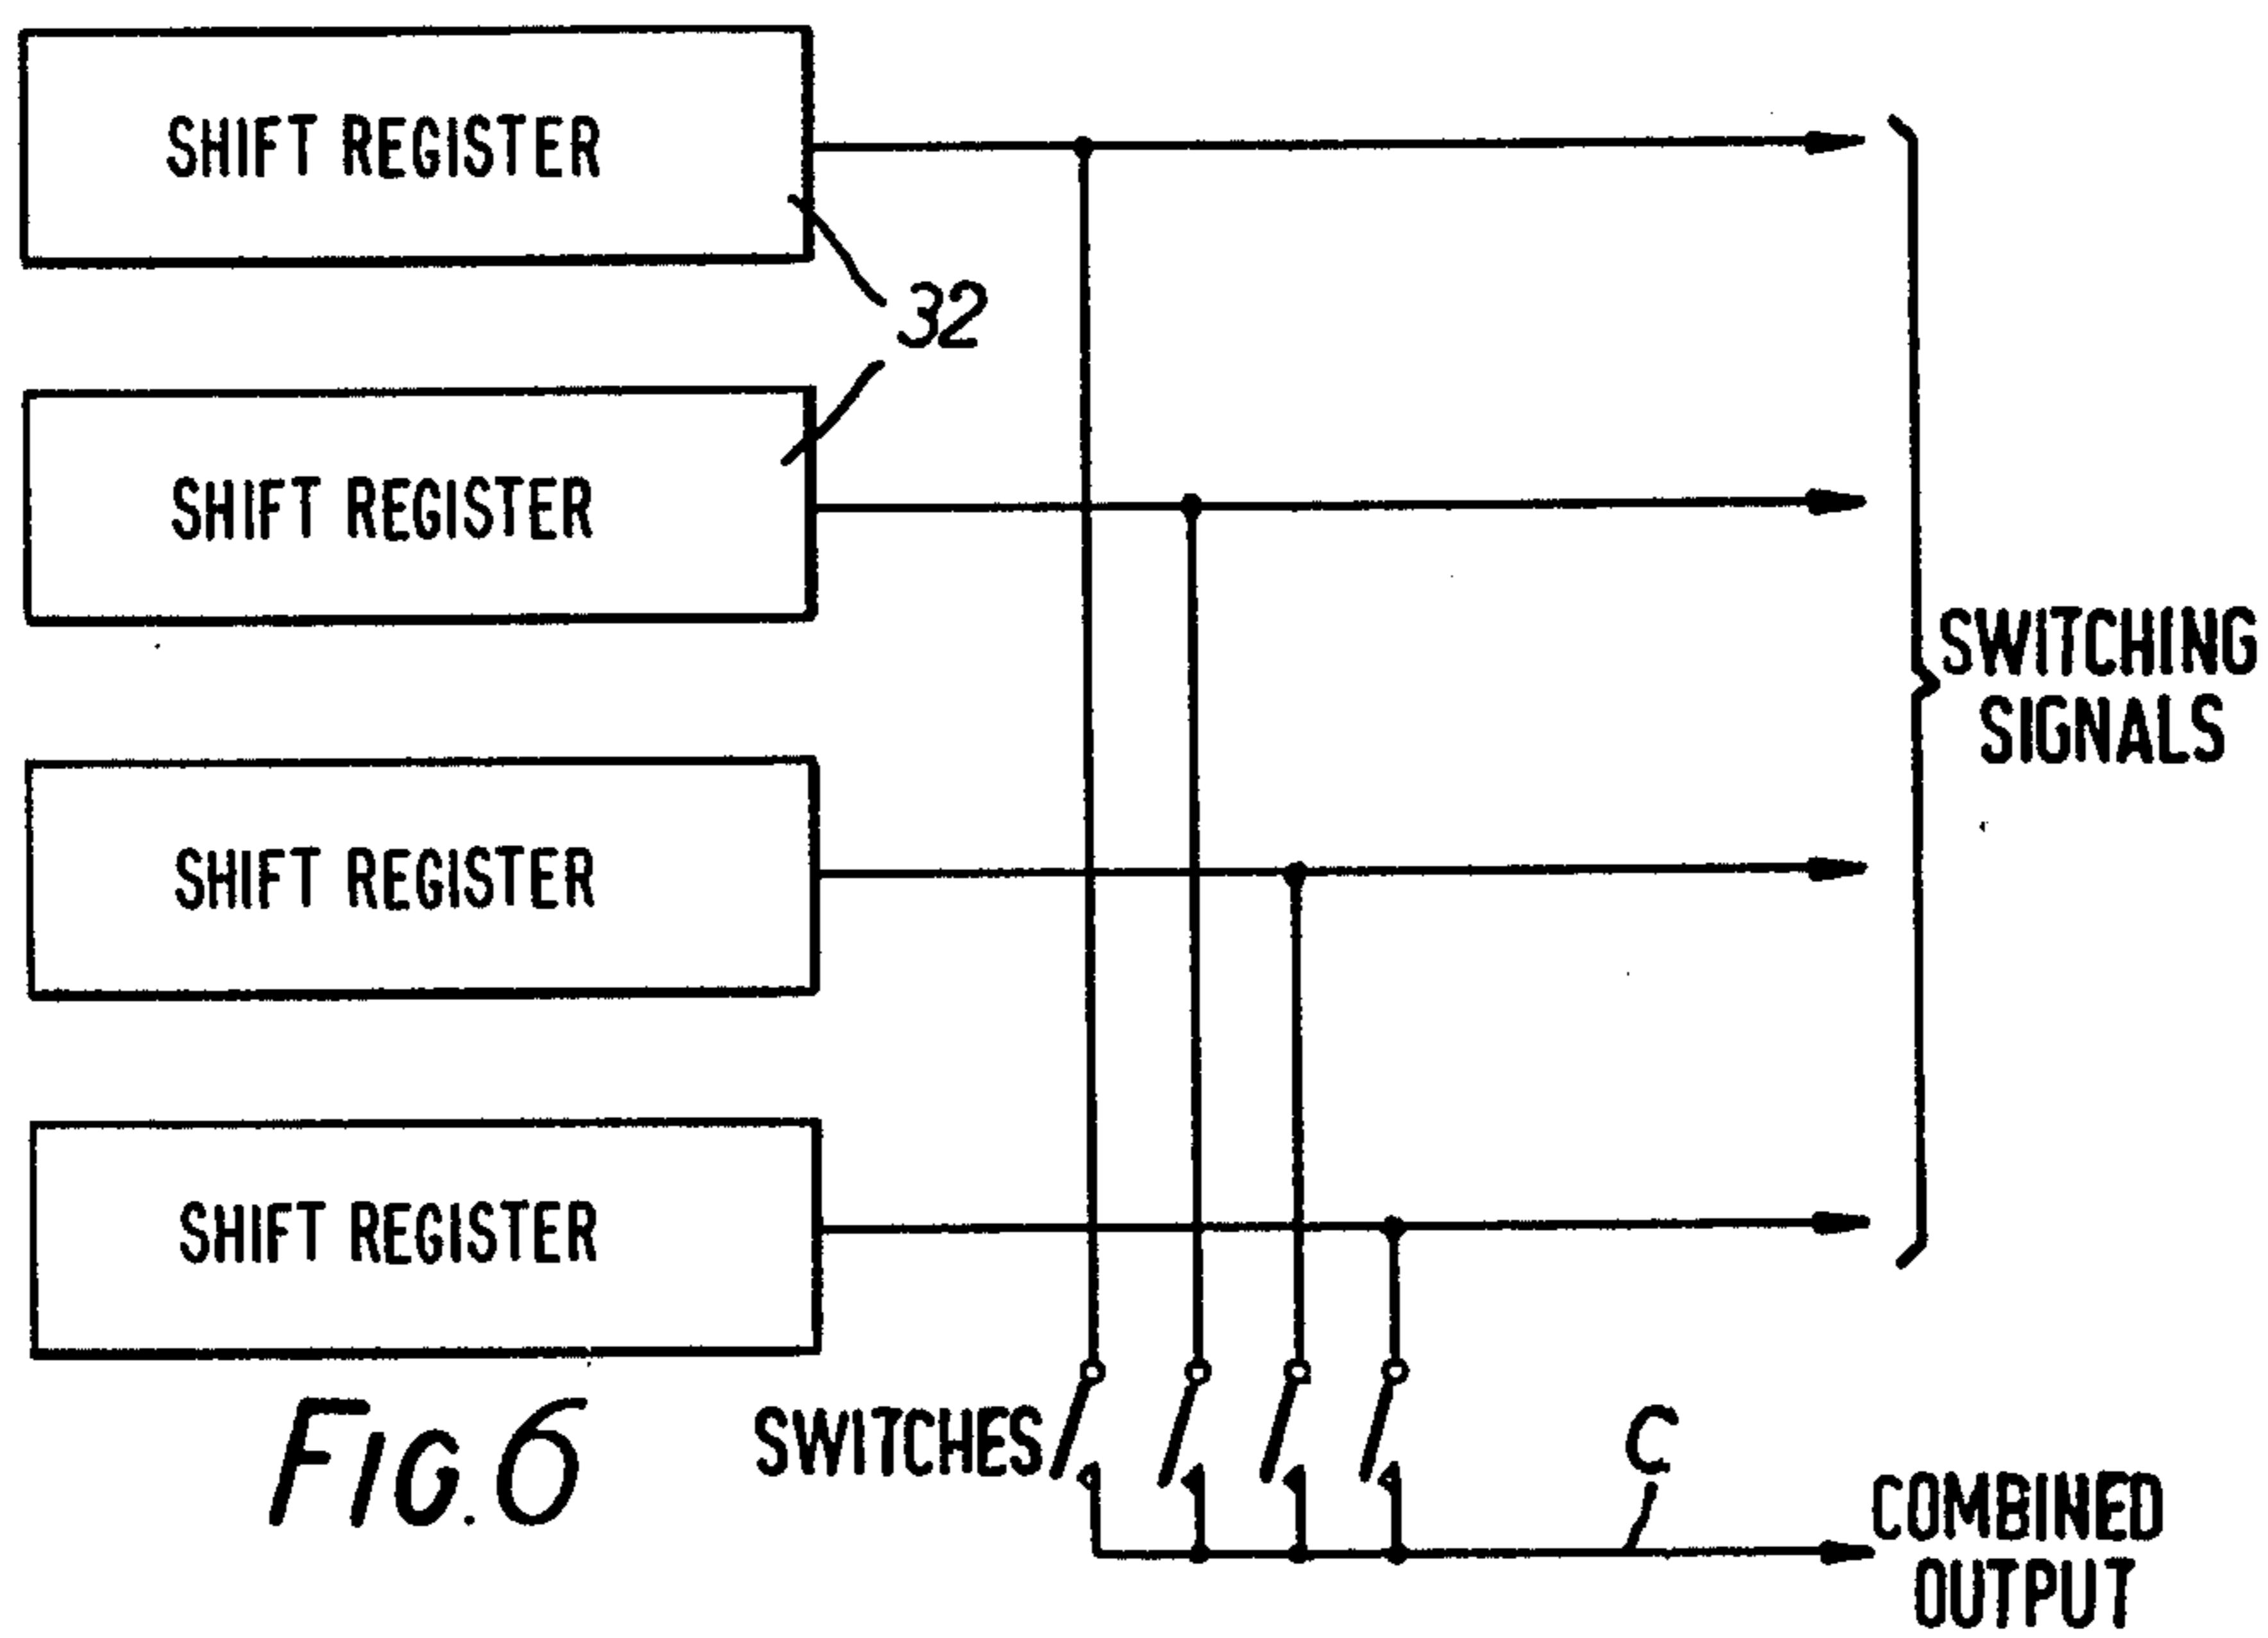 SHIFT REGISTER
32
SHIFT REGISTER
SWITCHING
SIGNALS
SHIFT REGISTER
SHIFT REGISTER
SWITCHES
C
COMBINED
OUTPUT
FIG.6